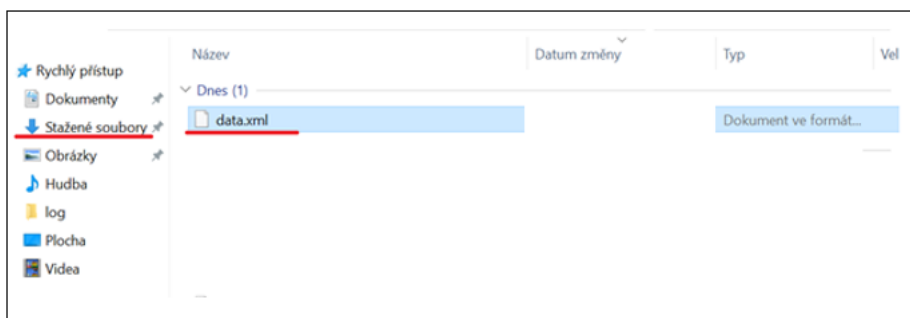 Název Datum změny Typ Vel
Rychlý přístup
Dokumenty
Stažené soubory
Obrázky
Hudba
log
Plocha
Videa
Dnes (1)
data.xml Dokument ve formát...